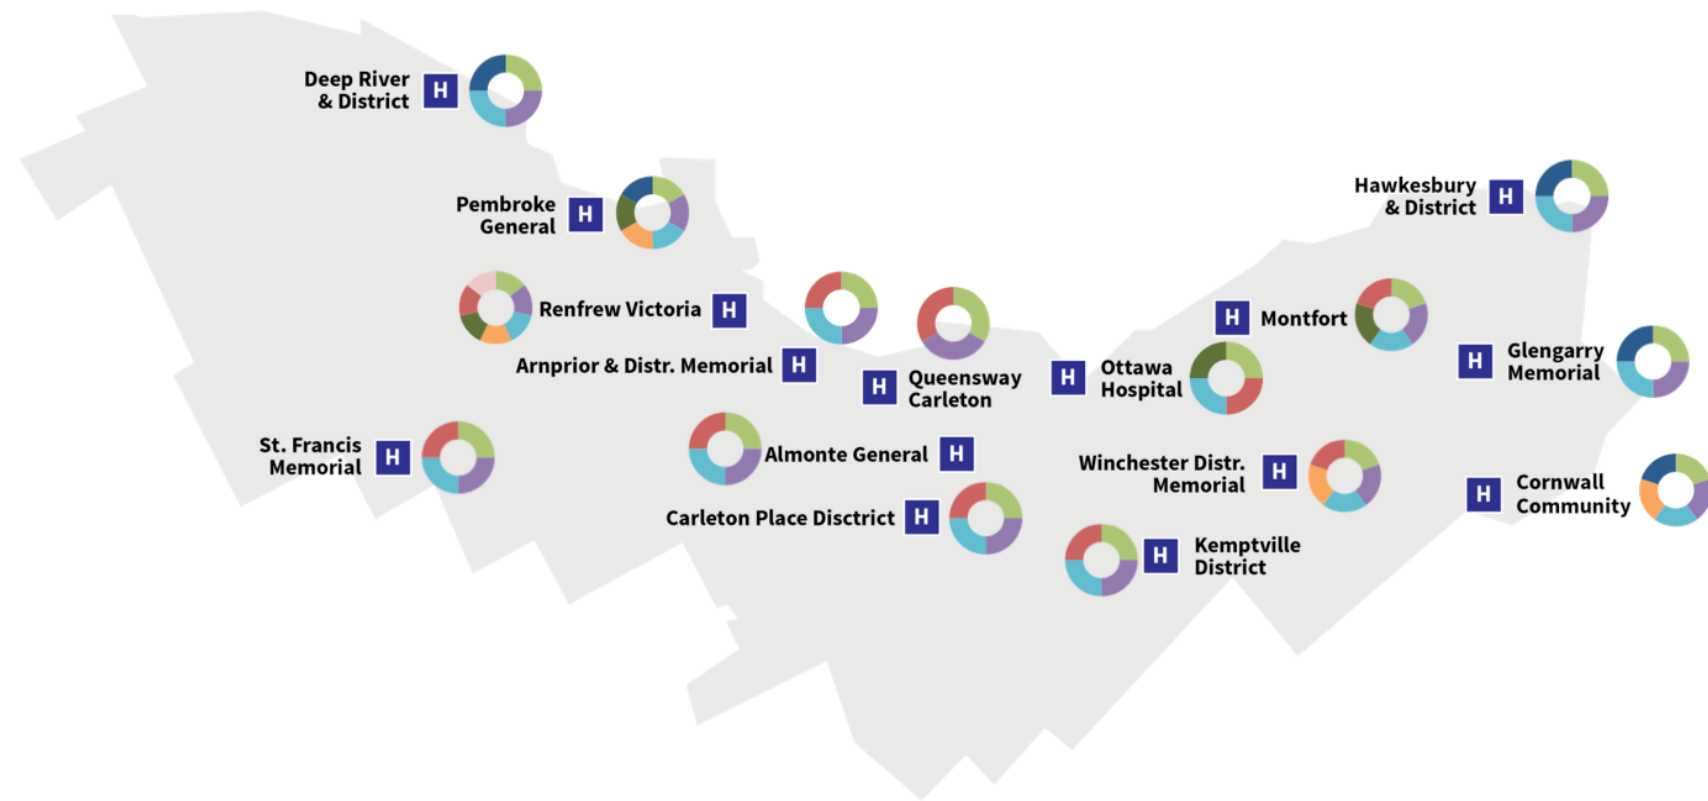 Deep River
& District
H
Pembroke
General
H
Hawkesbury
& District
H
Renfrew Victoria
H
H
Montfort
Arnprior & Distr. Memorial
H
H
Queensway
Carleton
H
Ottawa
Hospital
H
Glengarry
Memorial
St. Francis
Memorial
H
Almonte General
H
Winchester Distr.
Memorial
H
H
Cornwall
Community
Carleton Place Disctrict
H
H
Kemptville
District